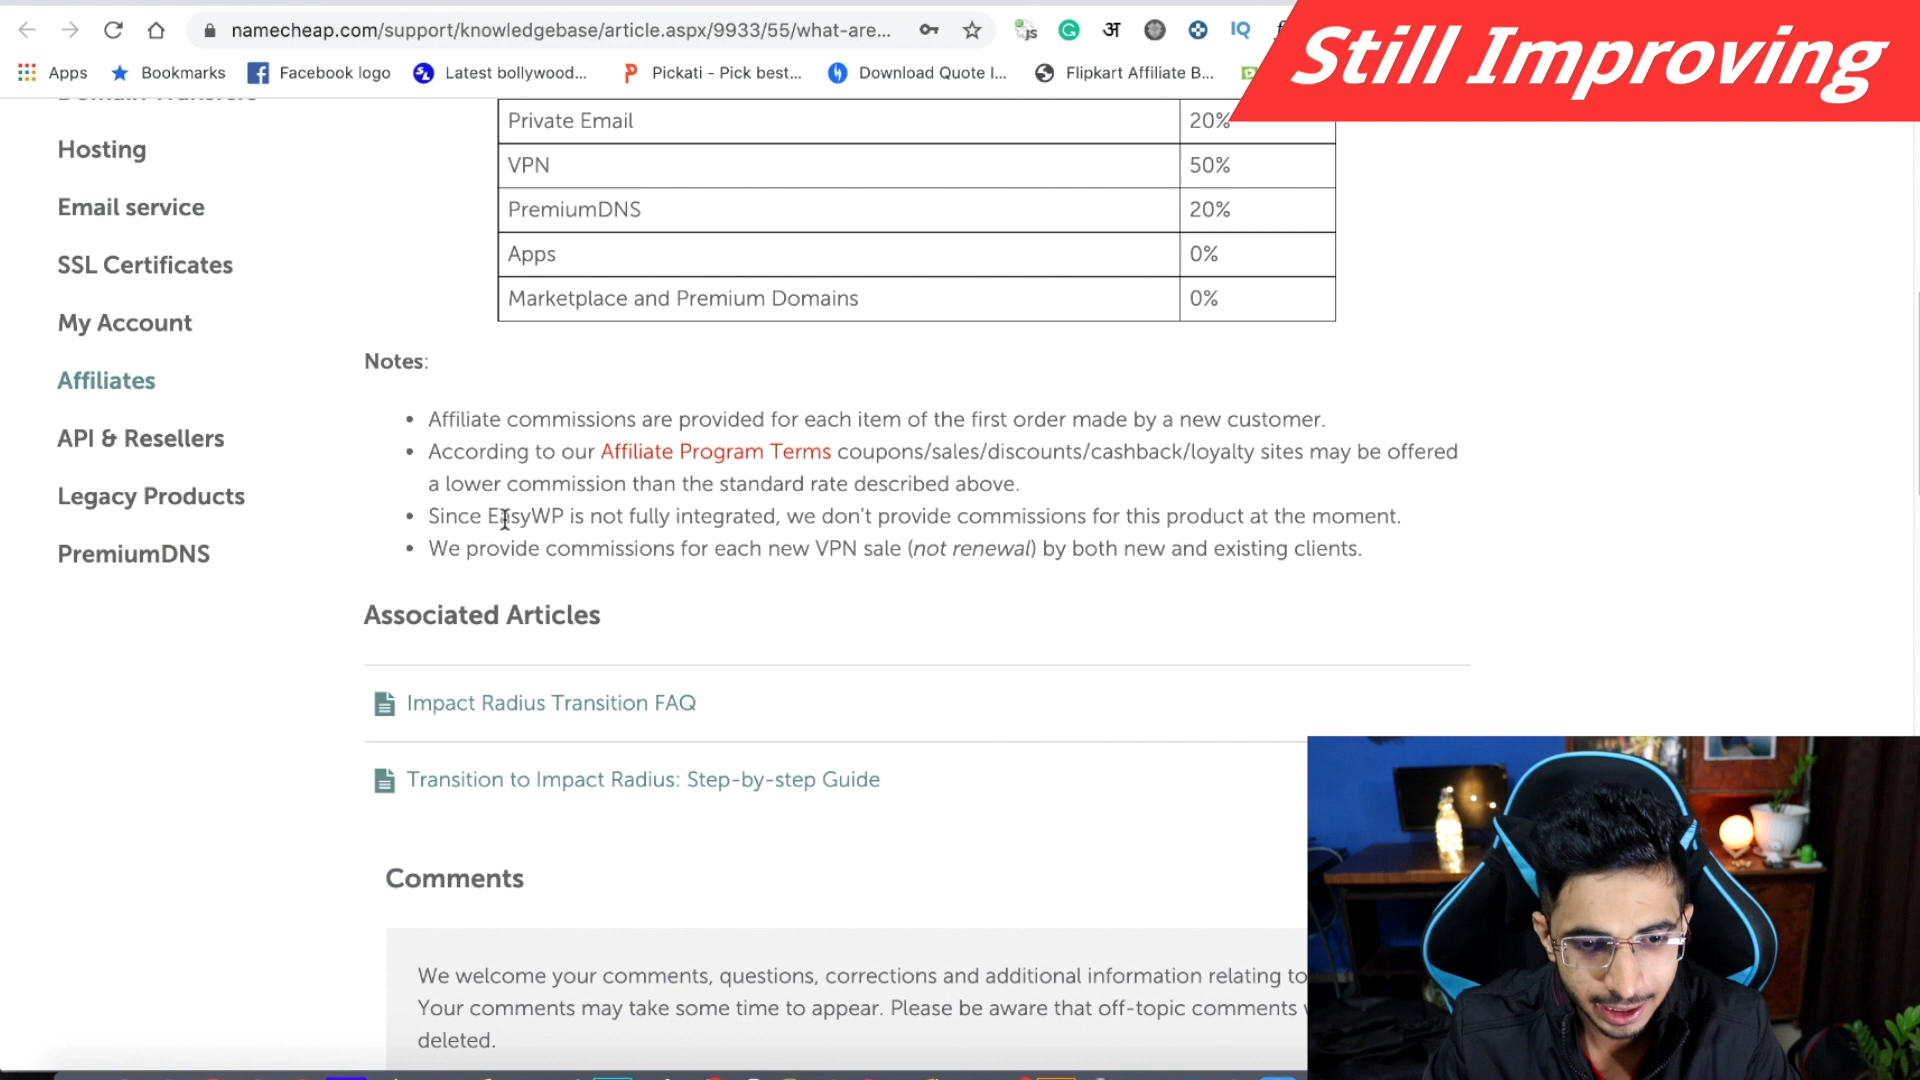 namecheap.com/support/knowledgebase/article.aspx/9933/55/what-are...
JS
अ
IQ
Still Improving
Apps
Bookmarks
Facebook logo
Latest bollywood...
Pickati - Pick best...
Download Quote I...
Flipkart Affiliate B...
Domain Transfers
Private Email 20%
VPN 50%
PremiumDNS 20%
Apps 0%
Marketplace and Premium Domains 0%
Hosting
Email service
SSL Certificates
My Account
Affiliates
API & Resellers
Legacy Products
PremiumDNS
Notes:
• Affiliate commissions are provided for each item of the first order made by a new customer.
• According to our Affiliate Program Terms coupons/sales/discounts/cashback/loyalty sites may be offered
a lower commission than the standard rate described above.
• Since EasyWP is not fully integrated, we don't provide commissions for this product at the moment.
• We provide commissions for each new VPN sale (not renewal) by both new and existing clients.
Associated Articles
Impact Radius Transition FAQ
Transition to Impact Radius: Step-by-step Guide
Comments
We welcome your comments, questions, corrections and additional information relating to
Your comments may take some time to appear. Please be aware that off-topic comments
deleted.